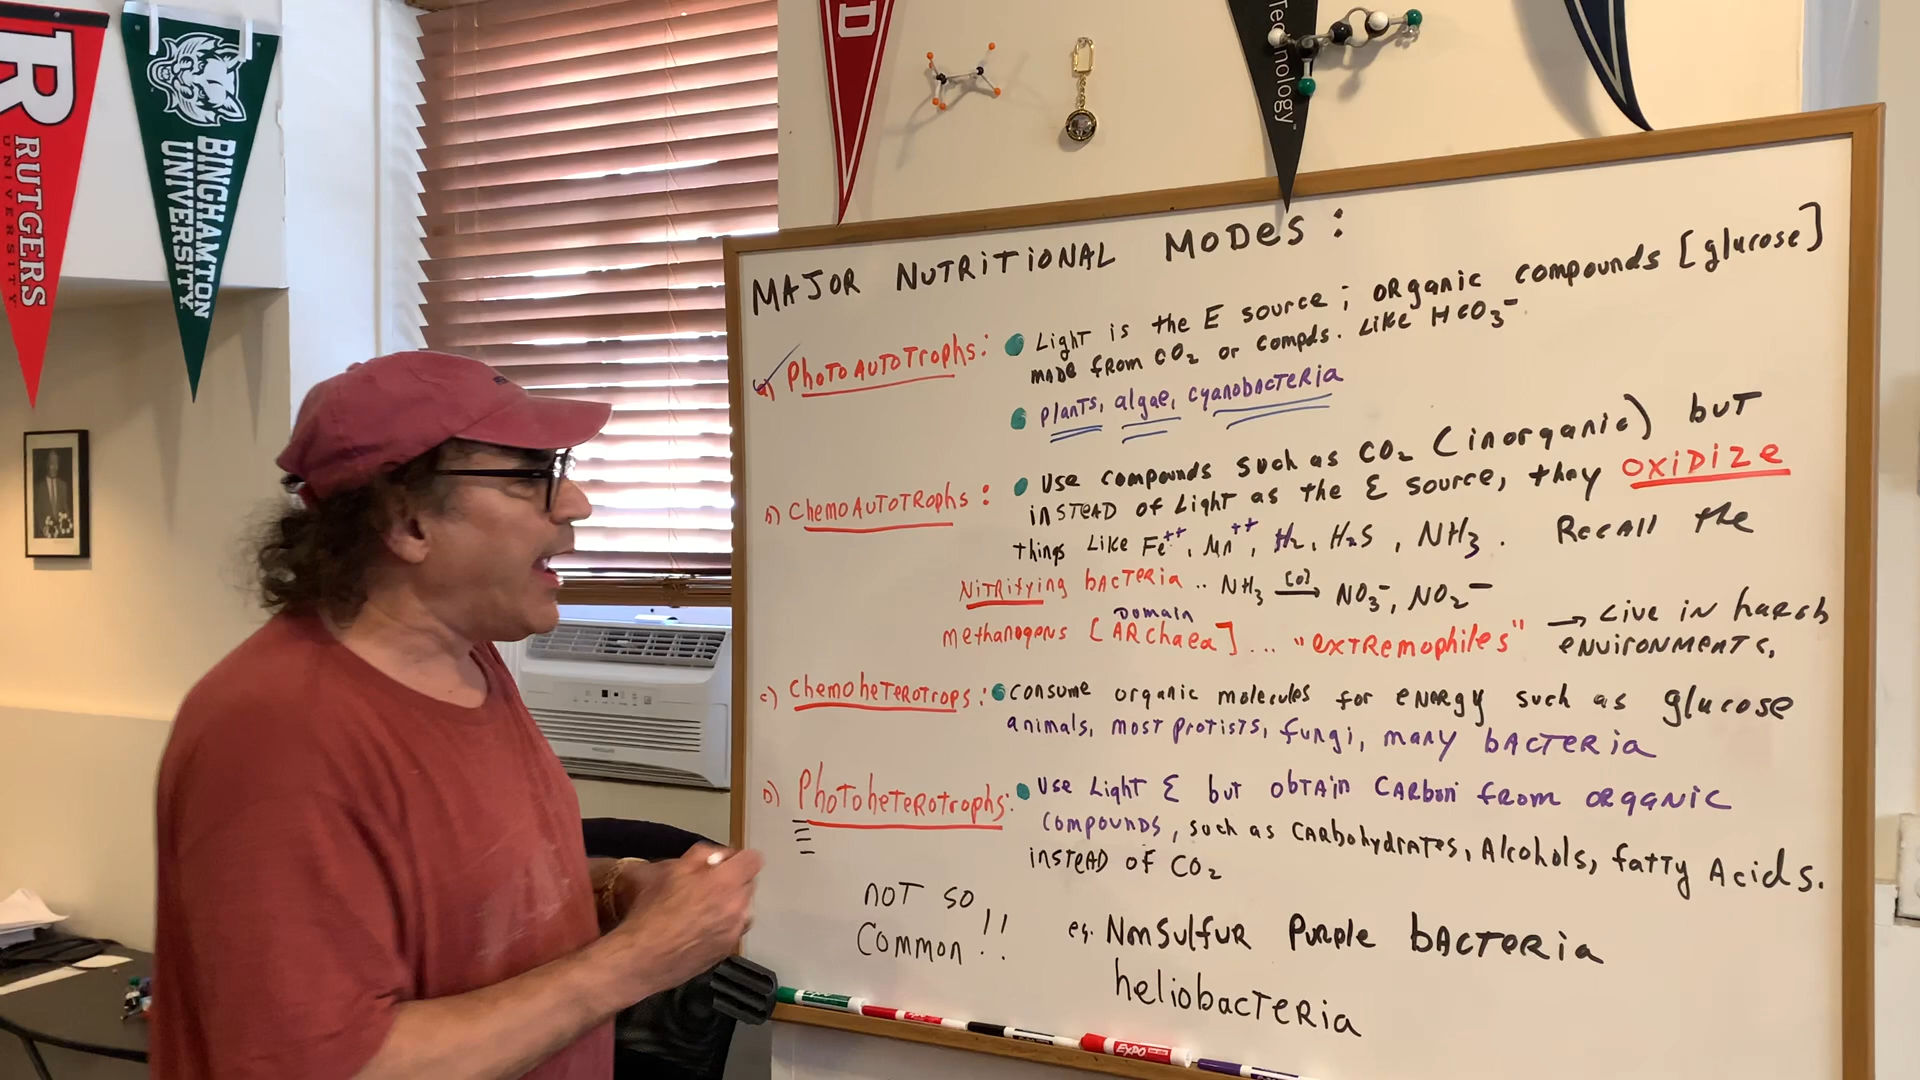 R
RUTGERS
UNIVERSITY
BINGHAMTON
UNIVERSITY
D
Technology
MAJOR NUTRITIONAL MODES:
a) PhotoAutotrophs: Light is the E source; organic compounds [glucose]
made from CO2 or compds. like HCO3⁻.
plants, algae, cyanobacteria
b) ChemoAutotrophs: Use compounds such as CO2 (inorganic) but
instead of Light as the E source, they OXIDIZE
things like Fe⁺⁺, Mn⁺⁺, H2, H2S, NH3. Recall the
Nitrifying bacteria .. NH3 [O]→ NO3⁻, NO2⁻
Domain
methanogens [ARchaea] ... "extremophiles" → Live in harsh
environments.
c) Chemoheterotrops: consume organic molecules for energy such as glucose
animals, most protists, fungi, many bacteria
D) Photoheterotrophs: Use Light E but obtain carbon from organic
compounds, such as carbohydrates, Alcohols, fatty Acids.
instead of CO2
NOT SO
COMMON!!
eg. Nonsulfur Purple bacteria
heliobacteria
EXPO